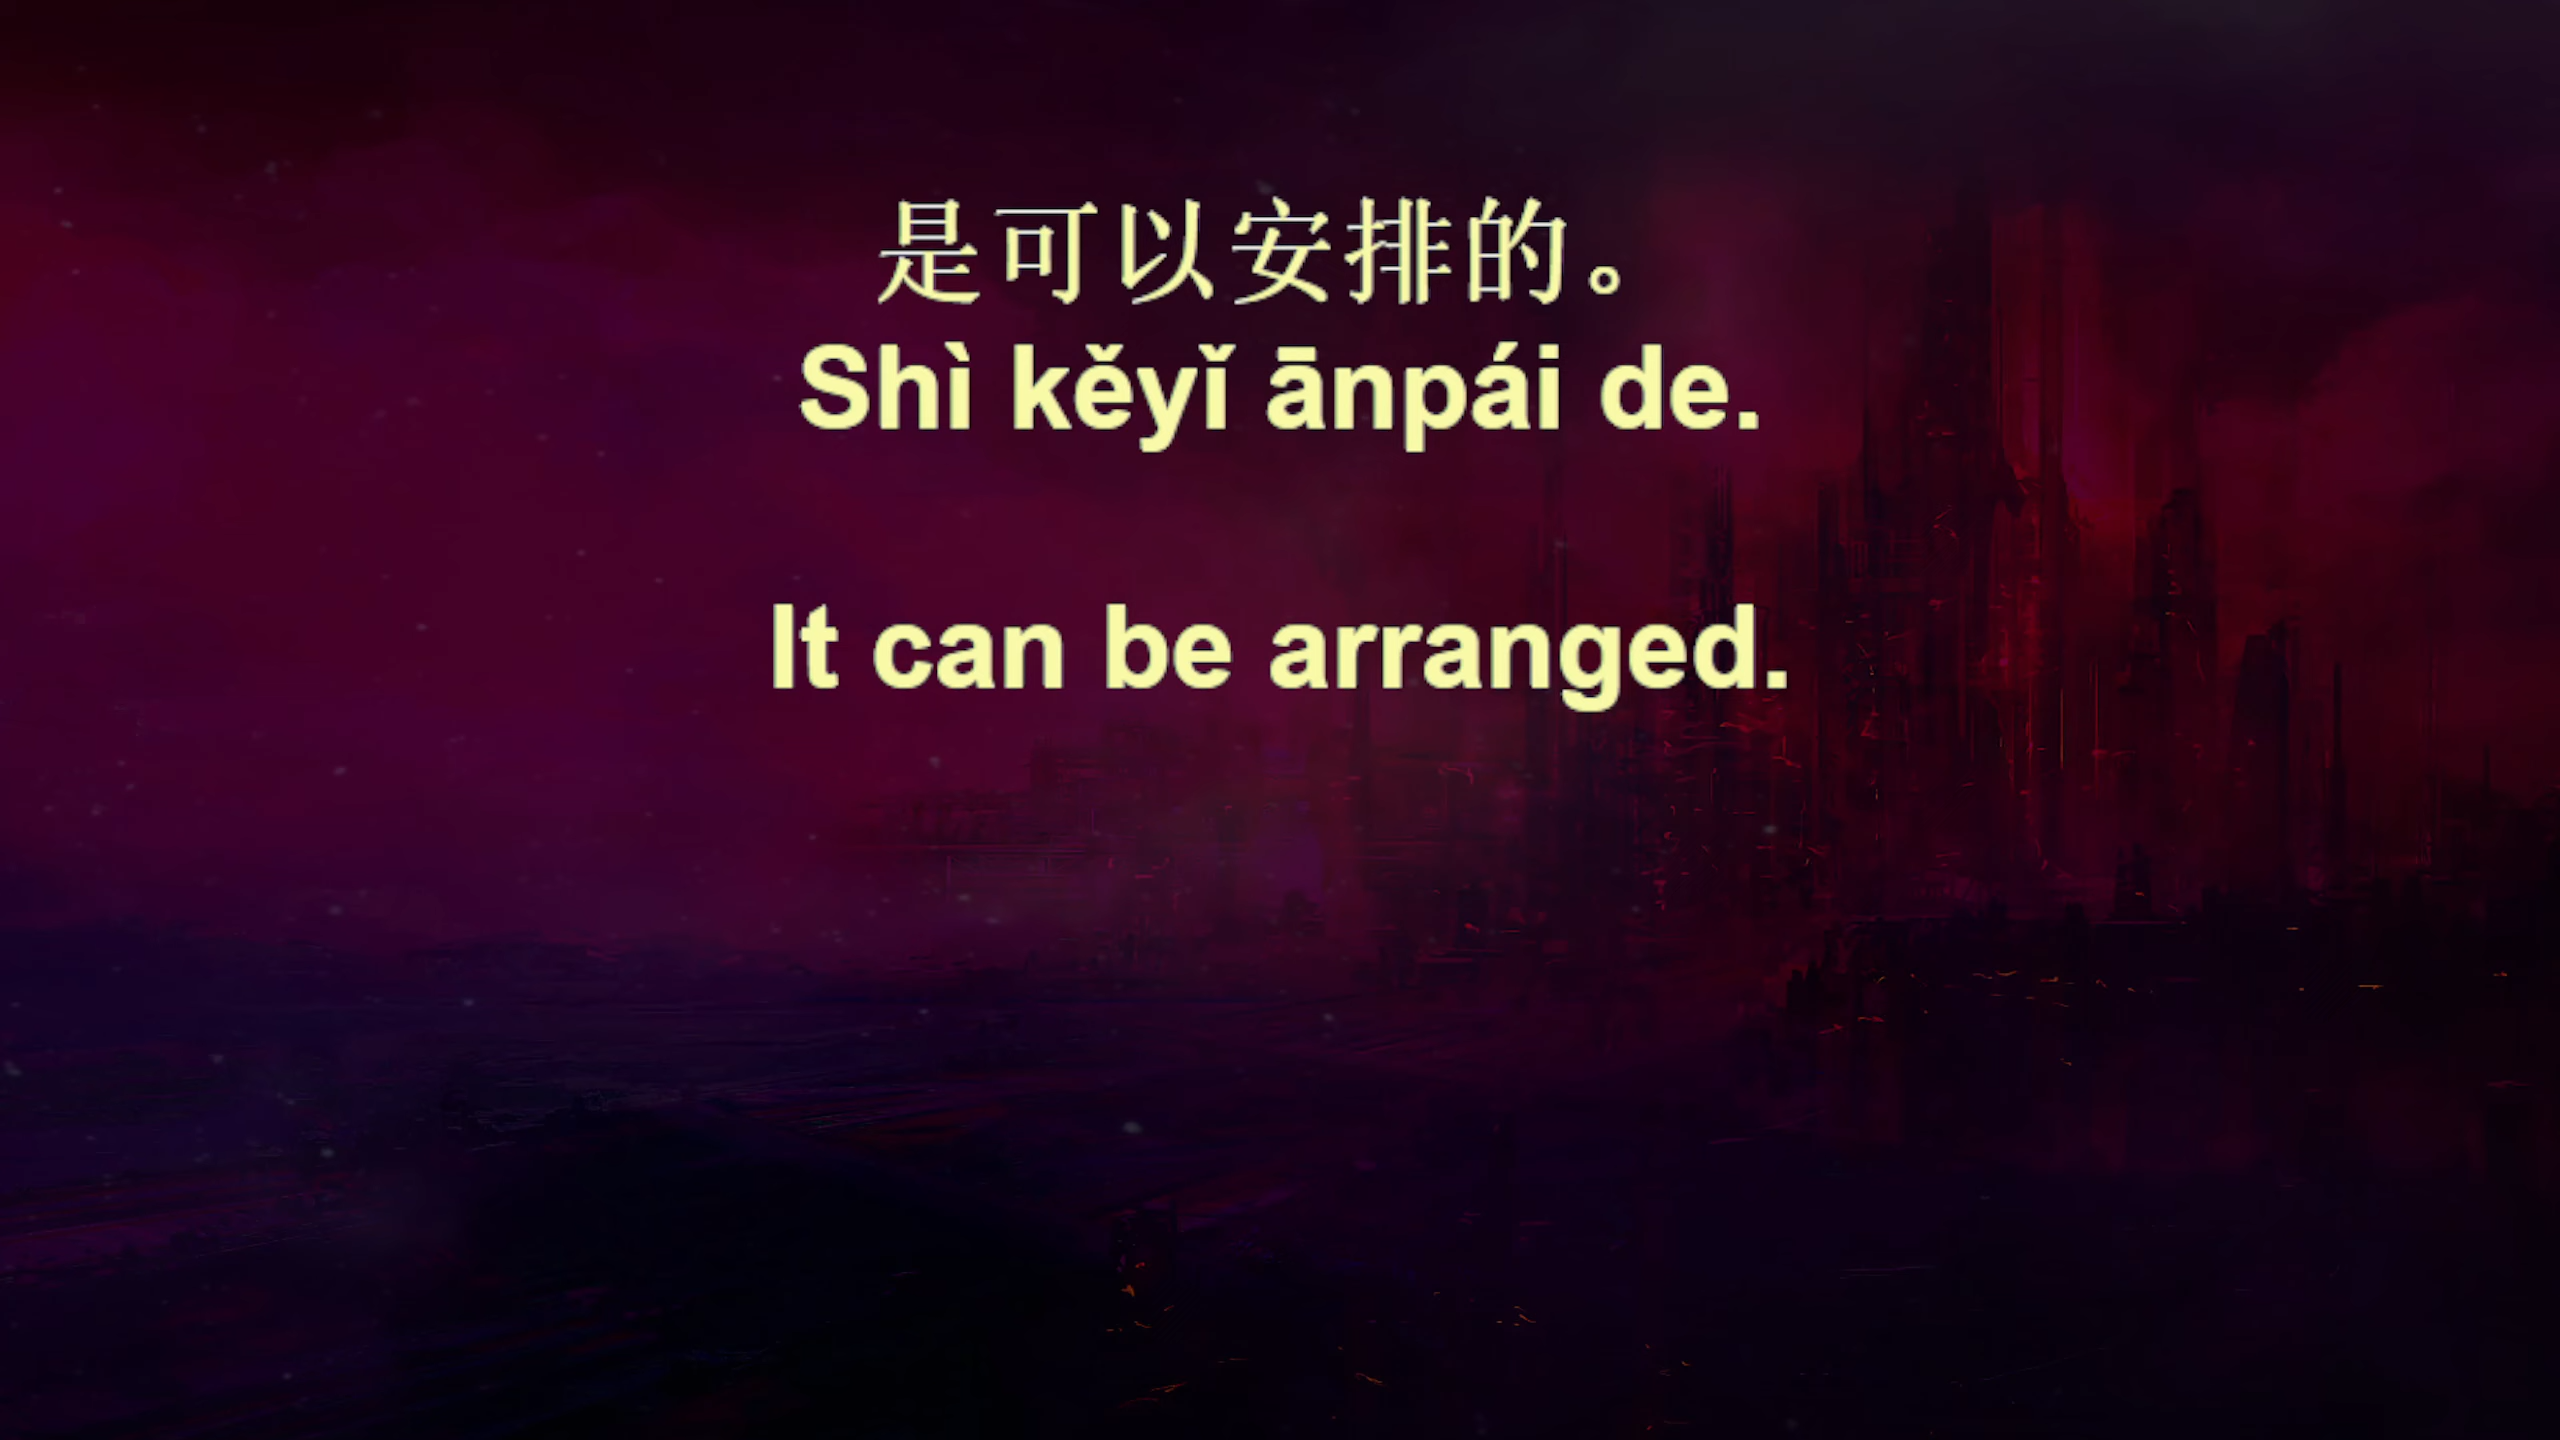 是可以安排的。
Shì kěyǐ ānpái de.
It can be arranged.